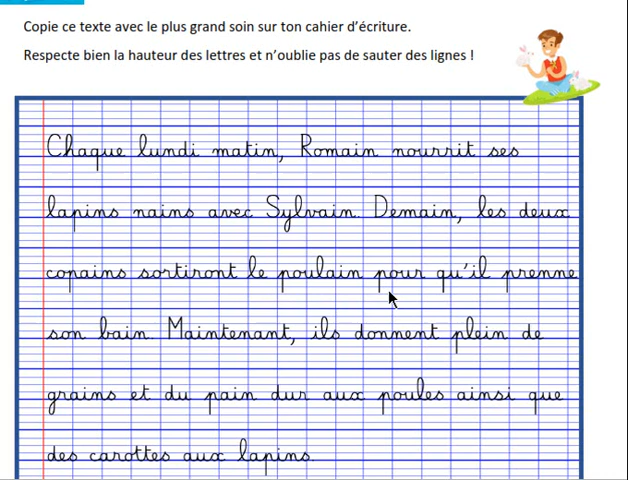 Copie ce texte avec le plus grand soin sur ton cahier d'écriture.
Respecte bien la hauteur des lettres et n'oublie pas de sauter des lignes !
Chaque lundi matin, Romain nourrit ses
lapins nains avec Sylvain. Demain, les deux
copains sortiront le poulain pour qu'il prenne
son bain. Maintenant, ils donnent plein de
grains et du pain dur aux poules ainsi que
des carottes aux lapins.